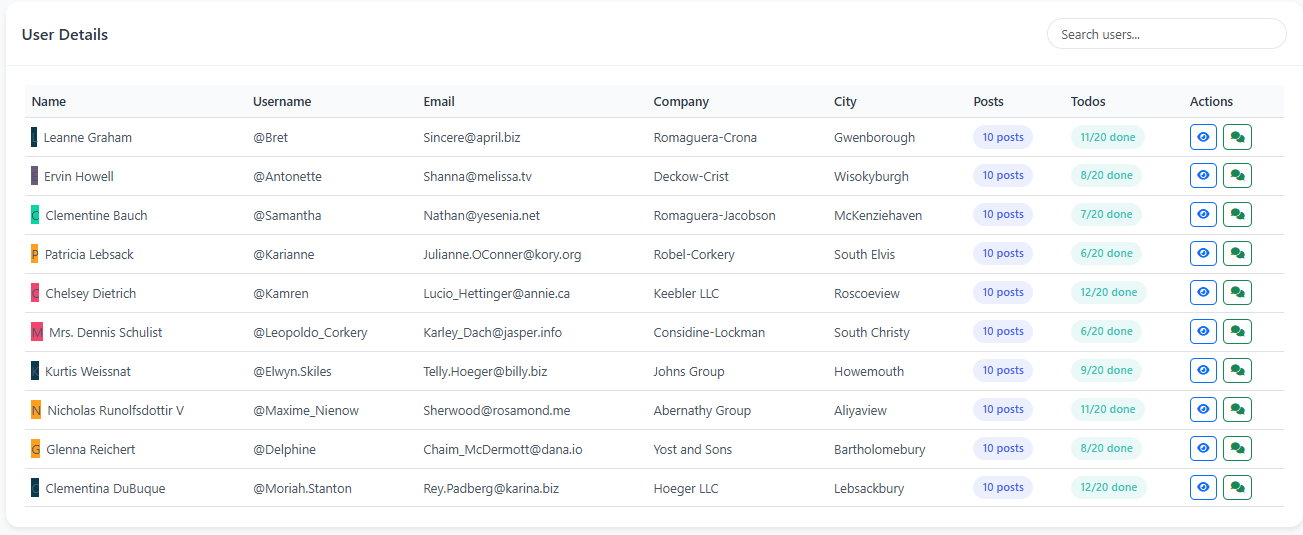 User Details Search users...
Name Username Email Company City Posts Todos Actions
Leanne Graham @Bret Sincere@april.biz Romaguera-Crona Gwenborough 10 posts 11/20 done
Ervin Howell @Antonette Shanna@melissa.tv Deckow-Crist Wisokyburgh 10 posts 8/20 done
C Clementine Bauch @Samantha Nathan@yesenia.net Romaguera-Jacobson McKenziehaven 10 posts 7/20 done
P Patricia Lebsack @Karianne Julianne.OConner@kory.org Robel-Corkery South Elvis 10 posts 6/20 done
C Chelsey Dietrich @Kamren Lucio_Hettinger@annie.ca Keebler LLC Roscoeview 10 posts 12/20 done
M Mrs. Dennis Schulist @Leopoldo_Corkery Karley_Dach@jasper.info Considine-Lockman South Christy 10 posts 6/20 done
K Kurtis Weissnat @Elwyn.Skiles Telly.Hoeger@billy.biz Johns Group Howemouth 10 posts 9/20 done
N Nicholas Runolfsdottir V @Maxime_Nienow Sherwood@rosamond.me Abernathy Group Aliyaview 10 posts 11/20 done
G Glenna Reichert @Delphine Chaim_McDermott@dana.io Yost and Sons Bartholomebury 10 posts 8/20 done
C Clementina DuBuque @Moriah.Stanton Rey.Padberg@karina.biz Hoeger LLC Lebsackbury 10 posts 12/20 done